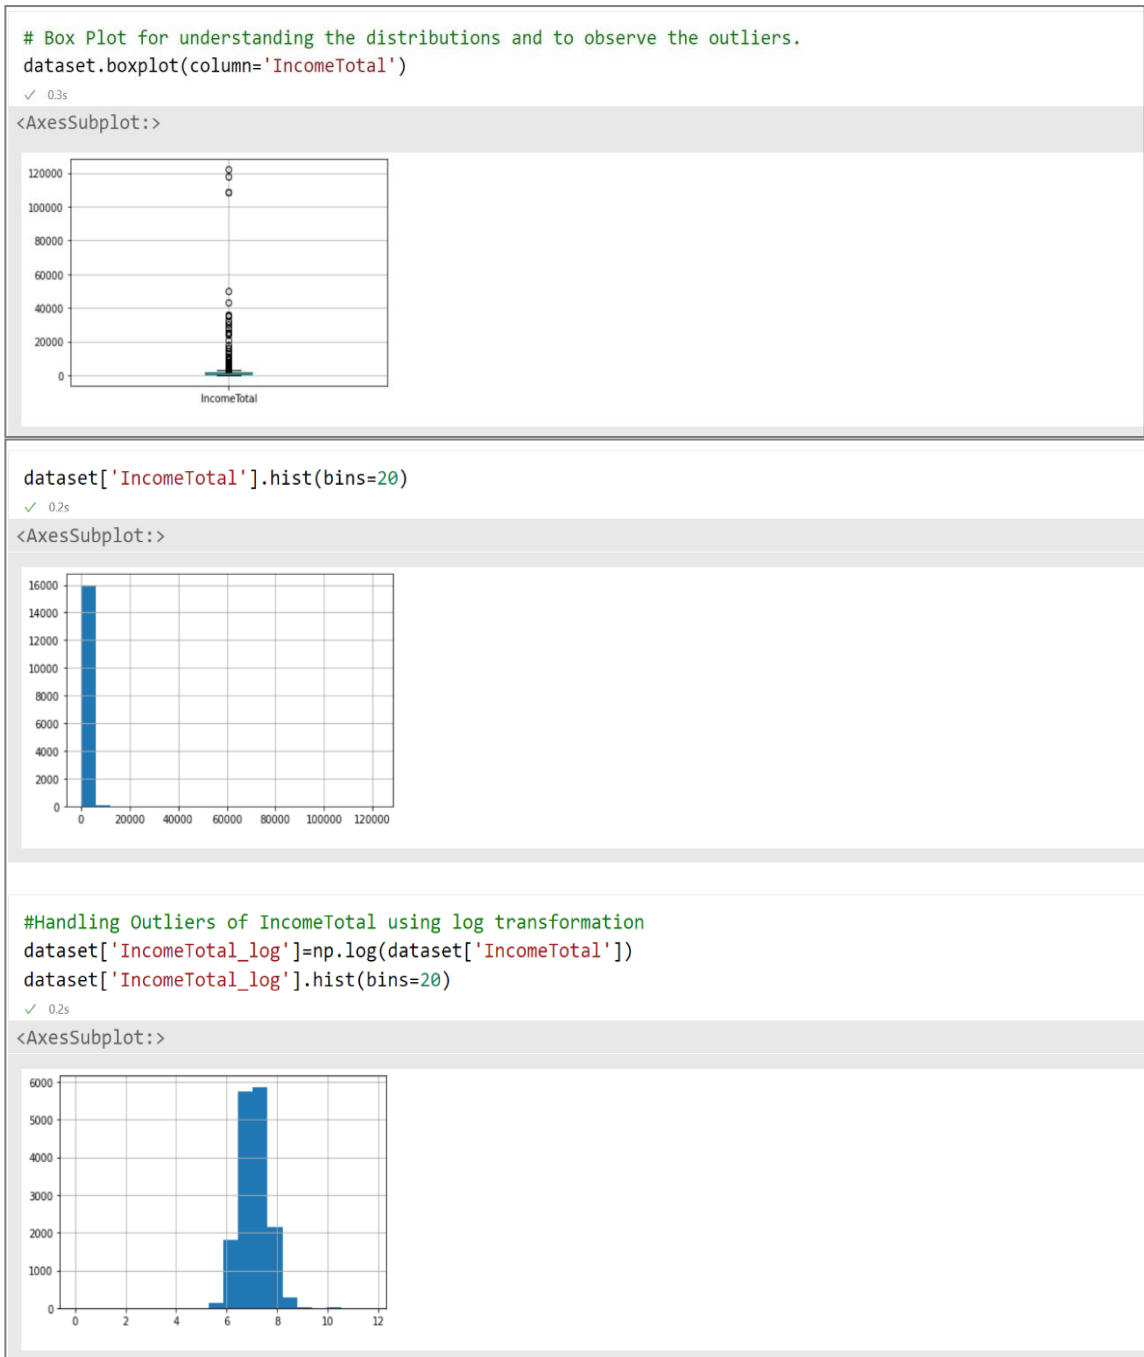 # Box Plot for understanding the distributions and to observe the outliers.
dataset.boxplot(column='IncomeTotal')
✓ 0.3s
<AxesSubplot:>
120000
100000
80000
60000
40000
20000
0
IncomeTotal
dataset['IncomeTotal'].hist(bins=20)
✓ 0.2s
<AxesSubplot:>
16000
14000
12000
10000
8000
6000
4000
2000
0
0 20000 40000 60000 80000 100000 120000
#Handling Outliers of IncomeTotal using log transformation
dataset['IncomeTotal_log']=np.log(dataset['IncomeTotal'])
dataset['IncomeTotal_log'].hist(bins=20)
✓ 0.2s
<AxesSubplot:>
6000
5000
4000
3000
2000
1000
0
0 2 4 6 8 10 12